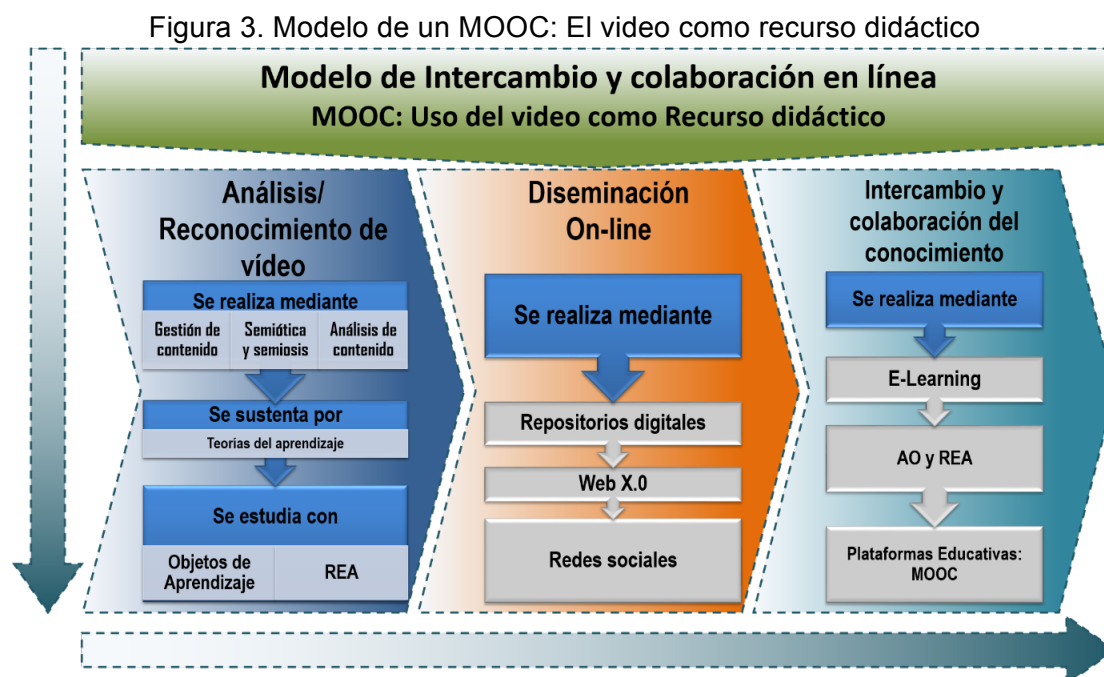 Figura 3. Modelo de un MOOC: El video como recurso didáctico
Modelo de Intercambio y colaboración en línea
MOOC: Uso del video como Recurso didáctico
Análisis/
Reconocimiento de
vídeo
Se realiza mediante
Gestión de
contenido
Semiótica
y semiosis
Análisis de
contenido
Se sustenta por
Teorias del aprendizaje
Se estudia con
Objetos de
Aprendizaje
REA
Diseminación
On-line
Se realiza mediante
Repositorios digitales
Web X.0
Redes sociales
Intercambio y
colaboración del
conocimiento
Se realiza mediante
E-Learning
AO y REA
Plataformas Educativas:
MOOC